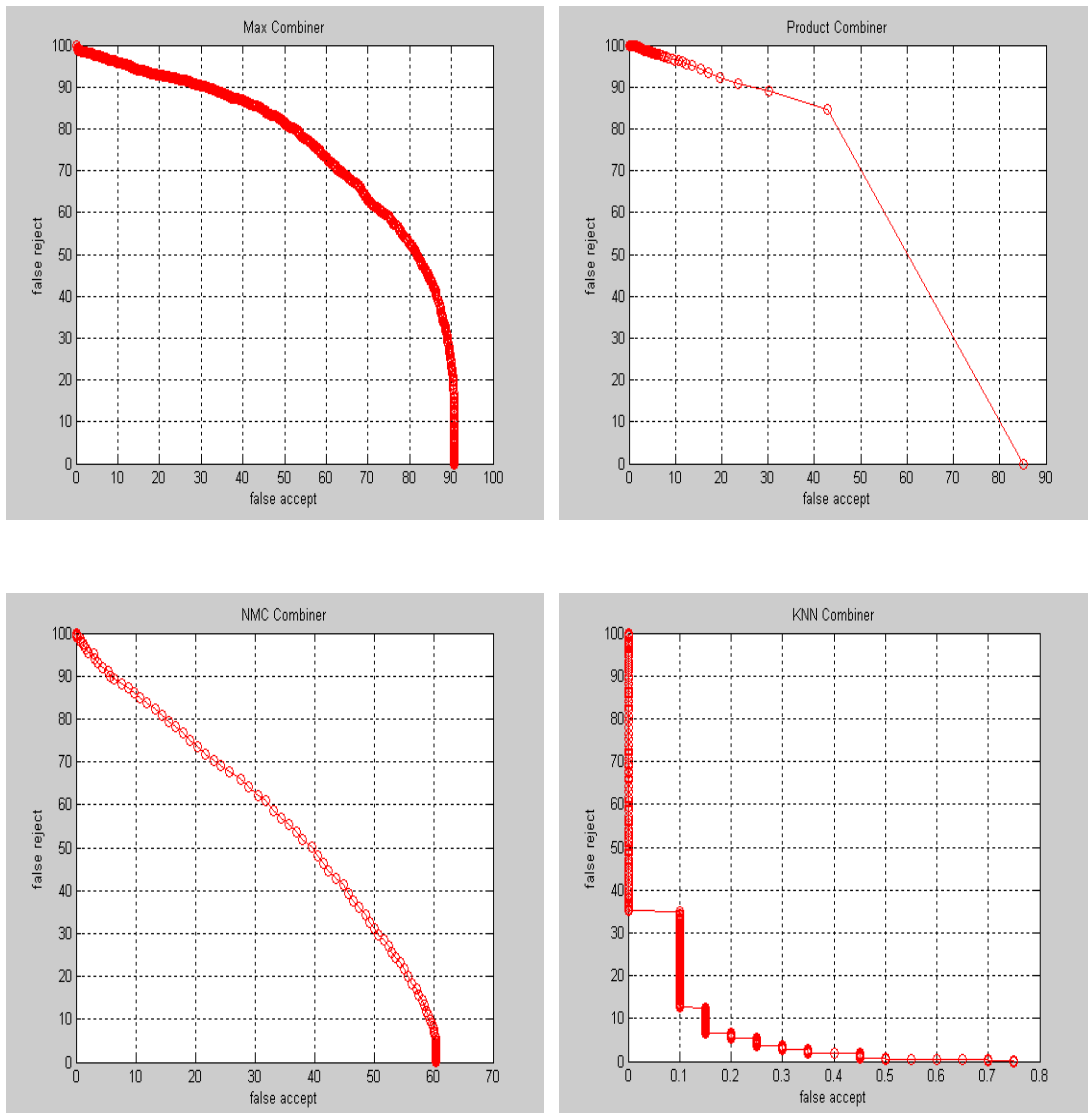 Max Combiner
100
90
80
70
60
50
40
30
20
10
0
false reject
0 10 20 30 40 50 60 70 80 90 100
false accept
Product Combiner
100
90
80
70
60
50
40
30
20
10
0
false reject
0 10 20 30 40 50 60 70 80 90
false accept
NMC Combiner
100
90
80
70
60
50
40
30
20
10
0
false reject
0 10 20 30 40 50 60 70
false accept
KNN Combiner
100
90
80
70
60
50
40
30
20
10
0
false reject
0 0.1 0.2 0.3 0.4 0.5 0.6 0.7 0.8
false accept